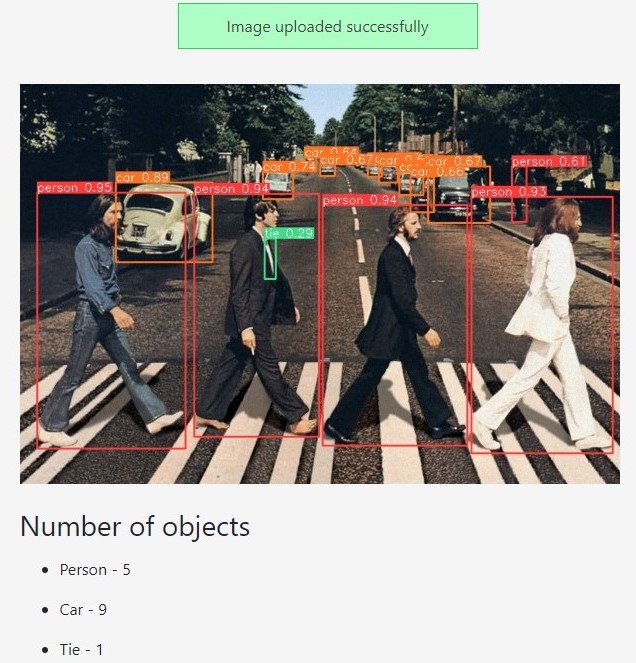 Image uploaded successfully
car 0.64
car 0.67
car 0.5
car 0.67
person 0.61
car 0.74
car 0.66
car 0.89
person 0.95
person 0.94
person 0.93
person 0.94
tie 0.29
Number of objects
Person - 5
Car - 9
Tie - 1